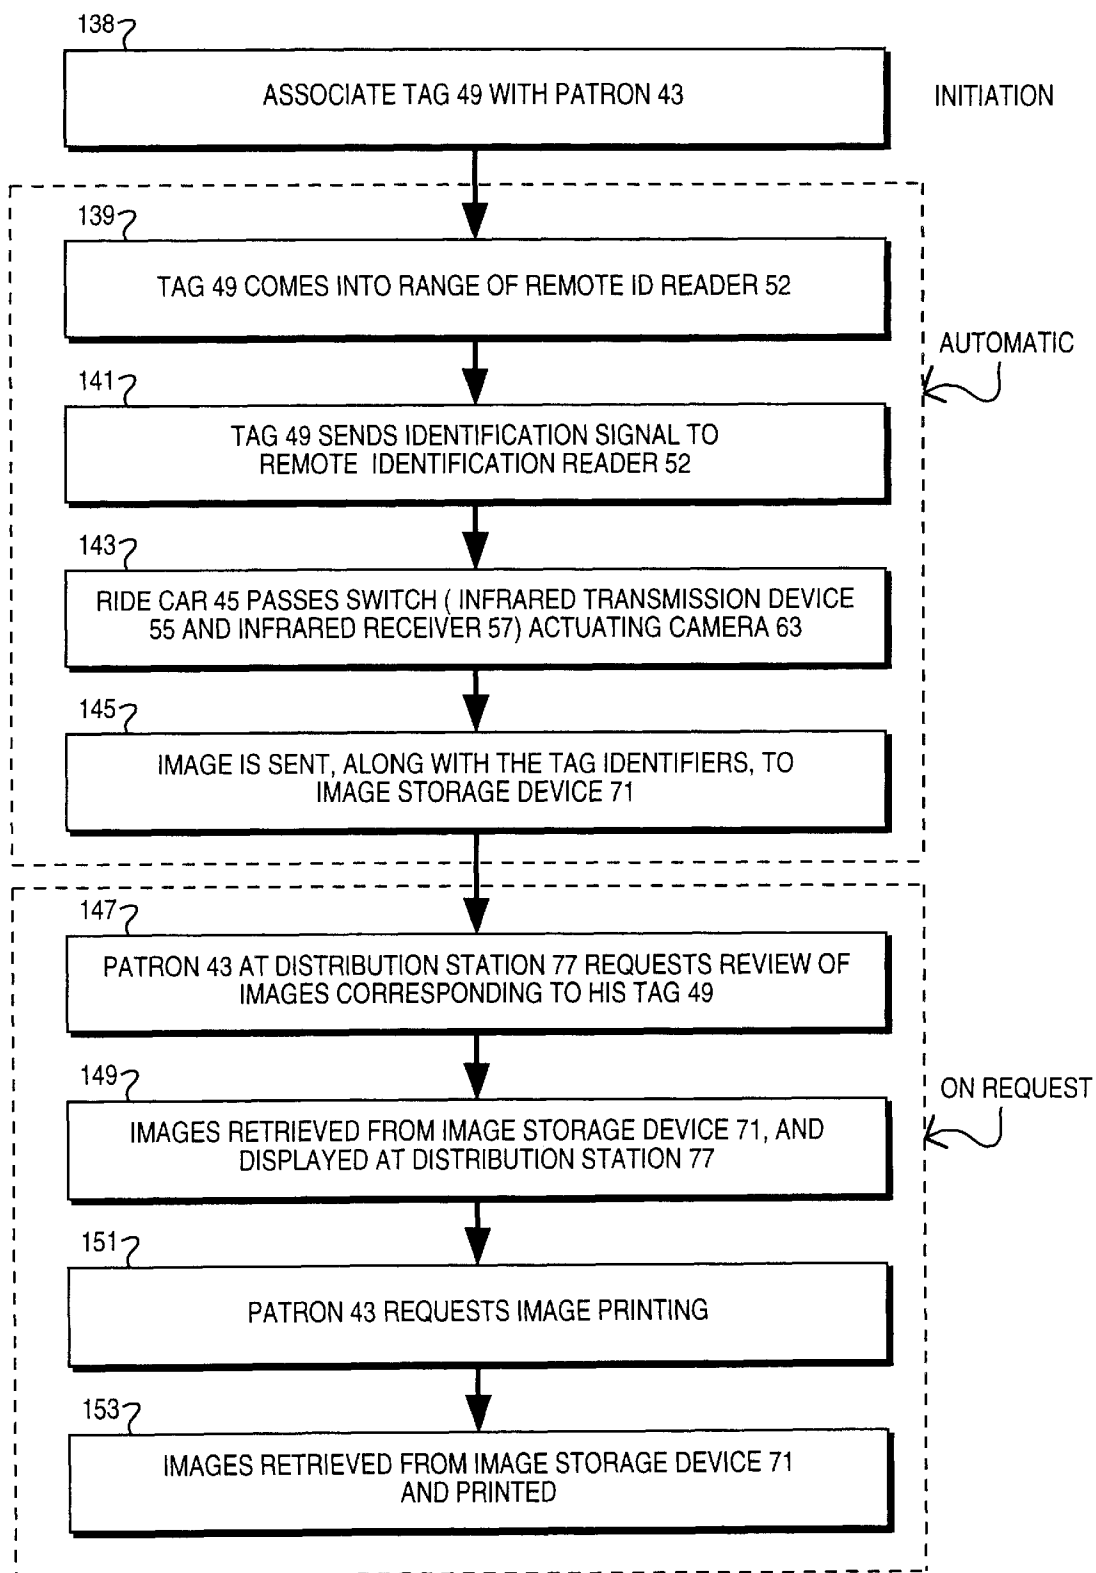 138
ASSOCIATE TAG 49 WITH PATRON 43
INITIATION
139
TAG 49 COMES INTO RANGE OF REMOTE ID READER 52
AUTOMATIC
141
TAG 49 SENDS IDENTIFICATION SIGNAL TO
REMOTE IDENTIFICATION READER 52
143
RIDE CAR 45 PASSES SWITCH ( INFRARED TRANSMISSION DEVICE
55 AND INFRARED RECEIVER 57) ACTUATING CAMERA 63
145
IMAGE IS SENT, ALONG WITH THE TAG IDENTIFIERS, TO
IMAGE STORAGE DEVICE 71
147
PATRON 43 AT DISTRIBUTION STATION 77 REQUESTS REVIEW OF
IMAGES CORRESPONDING TO HIS TAG 49
149
IMAGES RETRIEVED FROM IMAGE STORAGE DEVICE 71, AND
DISPLAYED AT DISTRIBUTION STATION 77
ON REQUEST
151
PATRON 43 REQUESTS IMAGE PRINTING
153
IMAGES RETRIEVED FROM IMAGE STORAGE DEVICE 71
AND PRINTED